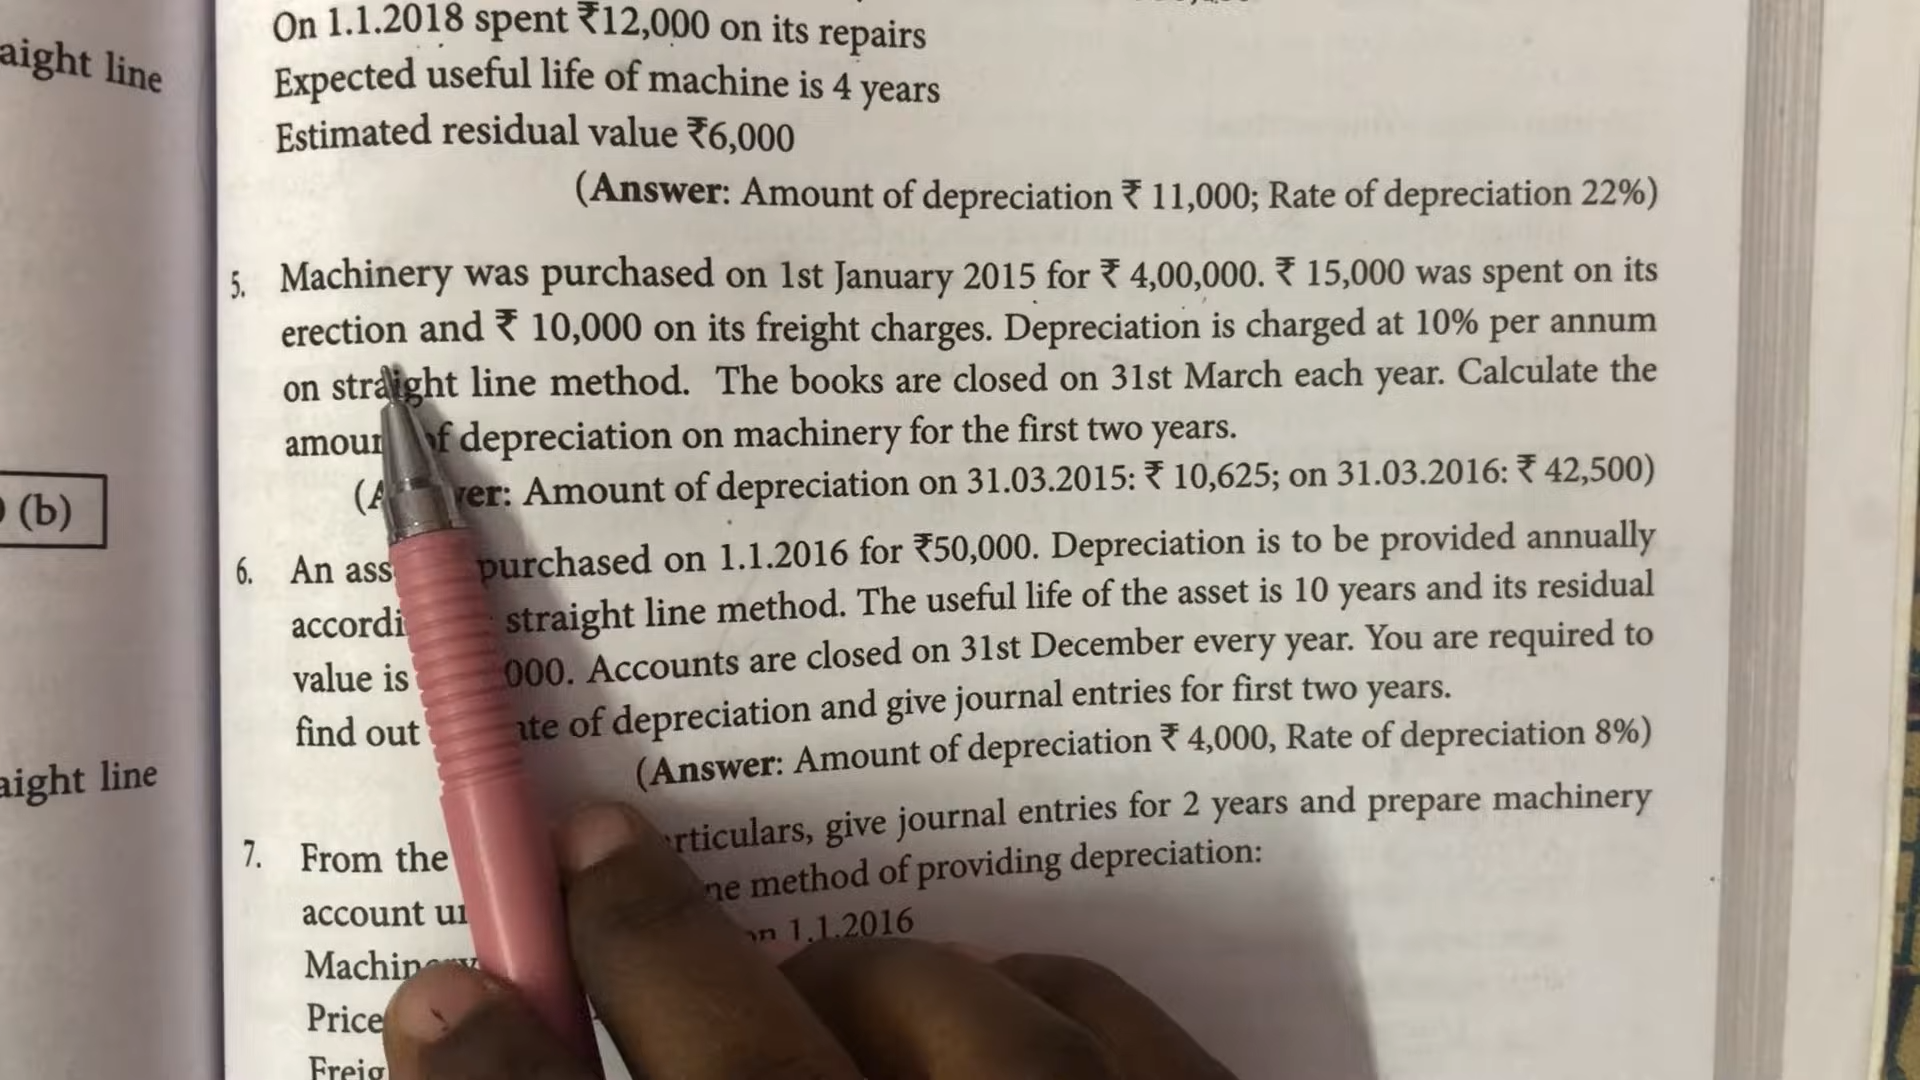 aight line
(b)
aight line
On 1.1.2018 spent ₹12,000 on its repairs
Expected useful life of machine is 4 years
Estimated residual value ₹6,000
(Answer: Amount of depreciation ₹ 11,000; Rate of depreciation 22%)
5. Machinery was purchased on 1st January 2015 for ₹ 4,00,000. ₹ 15,000 was spent on its
erection and ₹ 10,000 on its freight charges. Depreciation is charged at 10% per annum
on straight line method. The books are closed on 31st March each year. Calculate the
amour of depreciation on machinery for the first two years.
(A ver: Amount of depreciation on 31.03.2015: ₹ 10,625; on 31.03.2016: ₹ 42,500)
6. An ass purchased on 1.1.2016 for ₹50,000. Depreciation is to be provided annually
accordi straight line method. The useful life of the asset is 10 years and its residual
value is 000. Accounts are closed on 31st December every year. You are required to
find out ate of depreciation and give journal entries for first two years.
(Answer: Amount of depreciation ₹ 4,000, Rate of depreciation 8%)
7. From the rticulars, give journal entries for 2 years and prepare machinery
account ne method of providing depreciation:
Machinery on 1.1.2016
Price
Freig